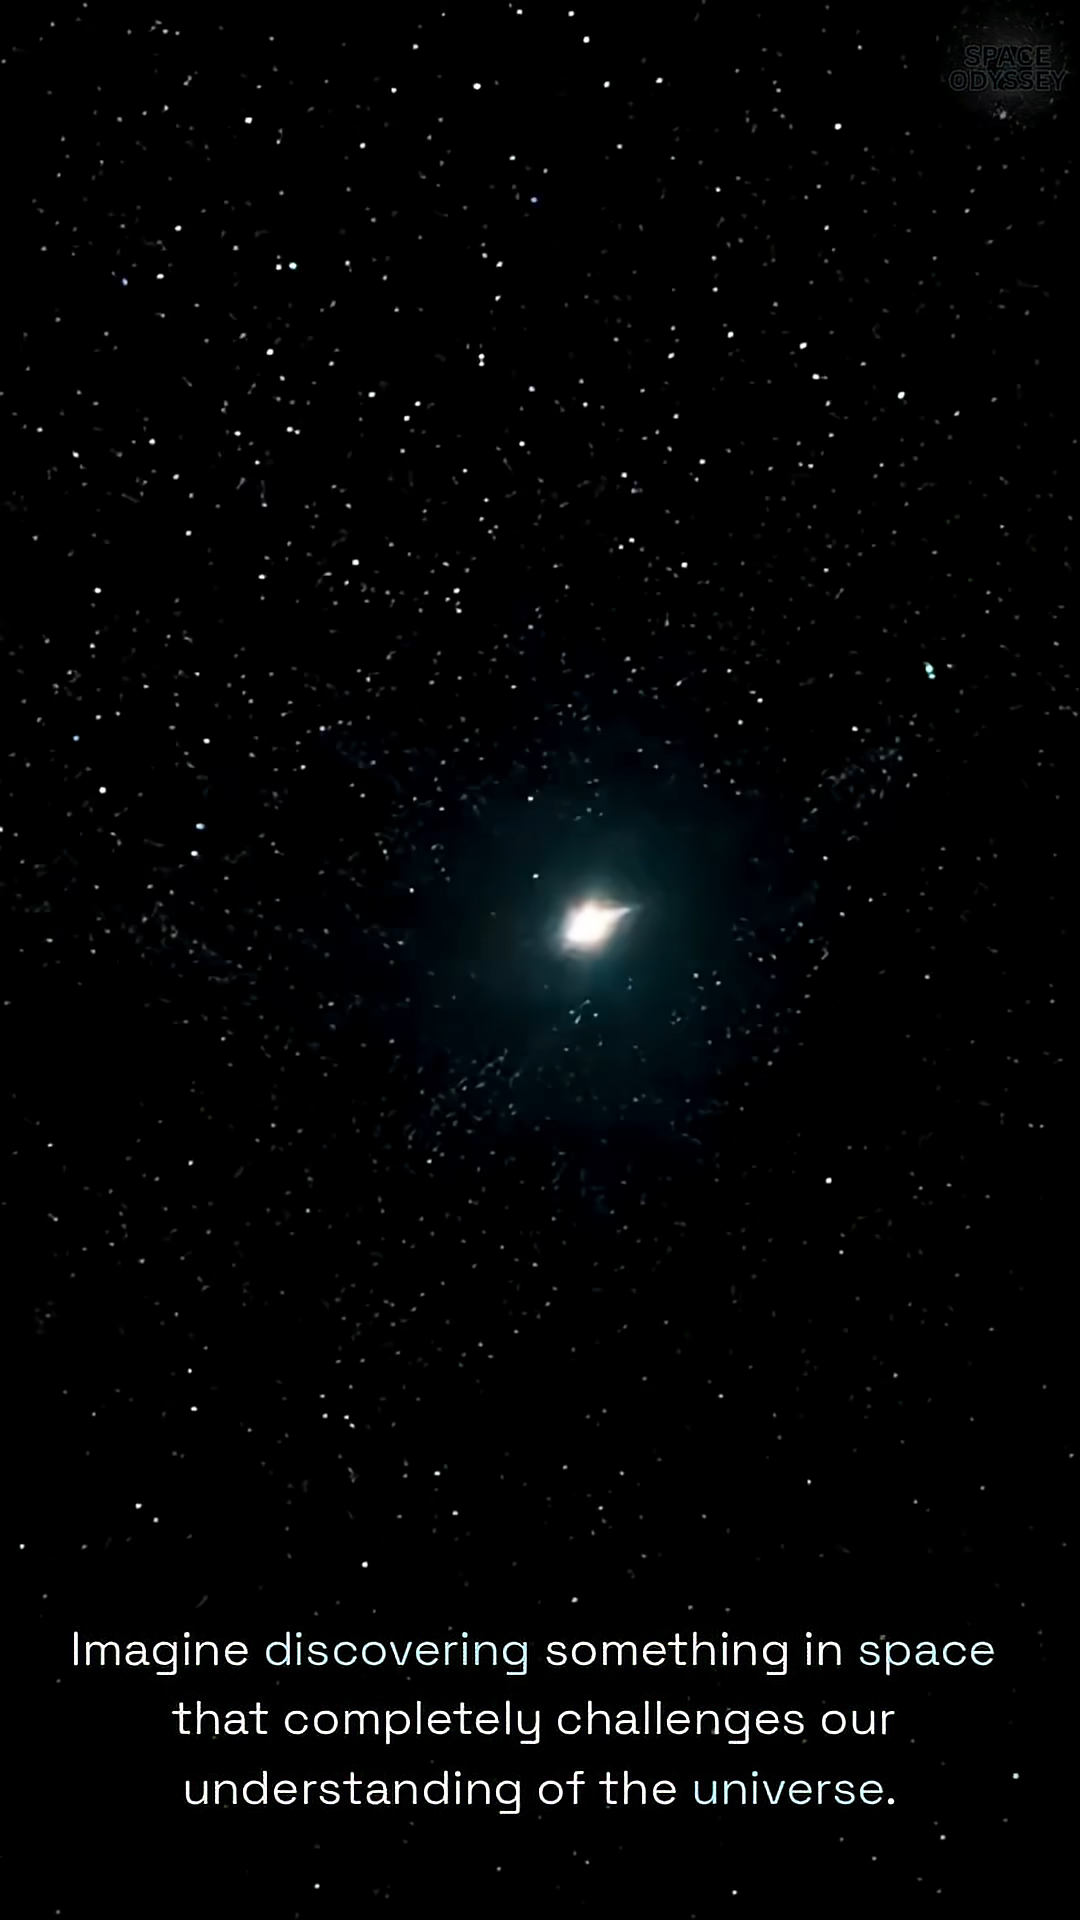 SPACE
ODYSSEY
Imagine discovering something in space
that completely challenges our
understanding of the universe.